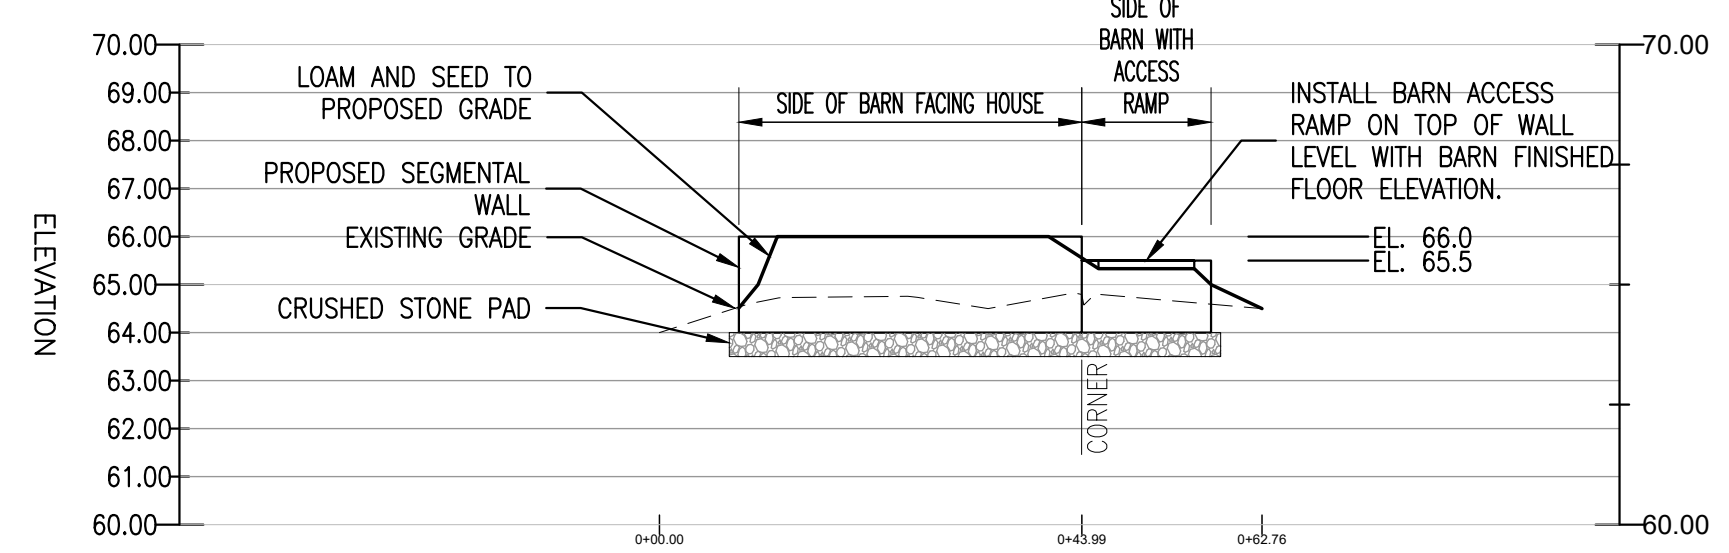 SIDE OF
BARN WITH
ACCESS
RAMP
SIDE OF BARN FACING HOUSE
LOAM AND SEED TO
PROPOSED GRADE
PROPOSED SEGMENTAL
WALL
EXISTING GRADE
CRUSHED STONE PAD
INSTALL BARN ACCESS
RAMP ON TOP OF WALL
LEVEL WITH BARN FINISHED
FLOOR ELEVATION.
EL. 66.0
EL. 65.5
CORNER
ELEVATION
70.00
69.00
68.00
67.00
66.00
65.00
64.00
63.00
62.00
61.00
60.00
70.00
60.00
0+00.00
0+43.99
0+62.76